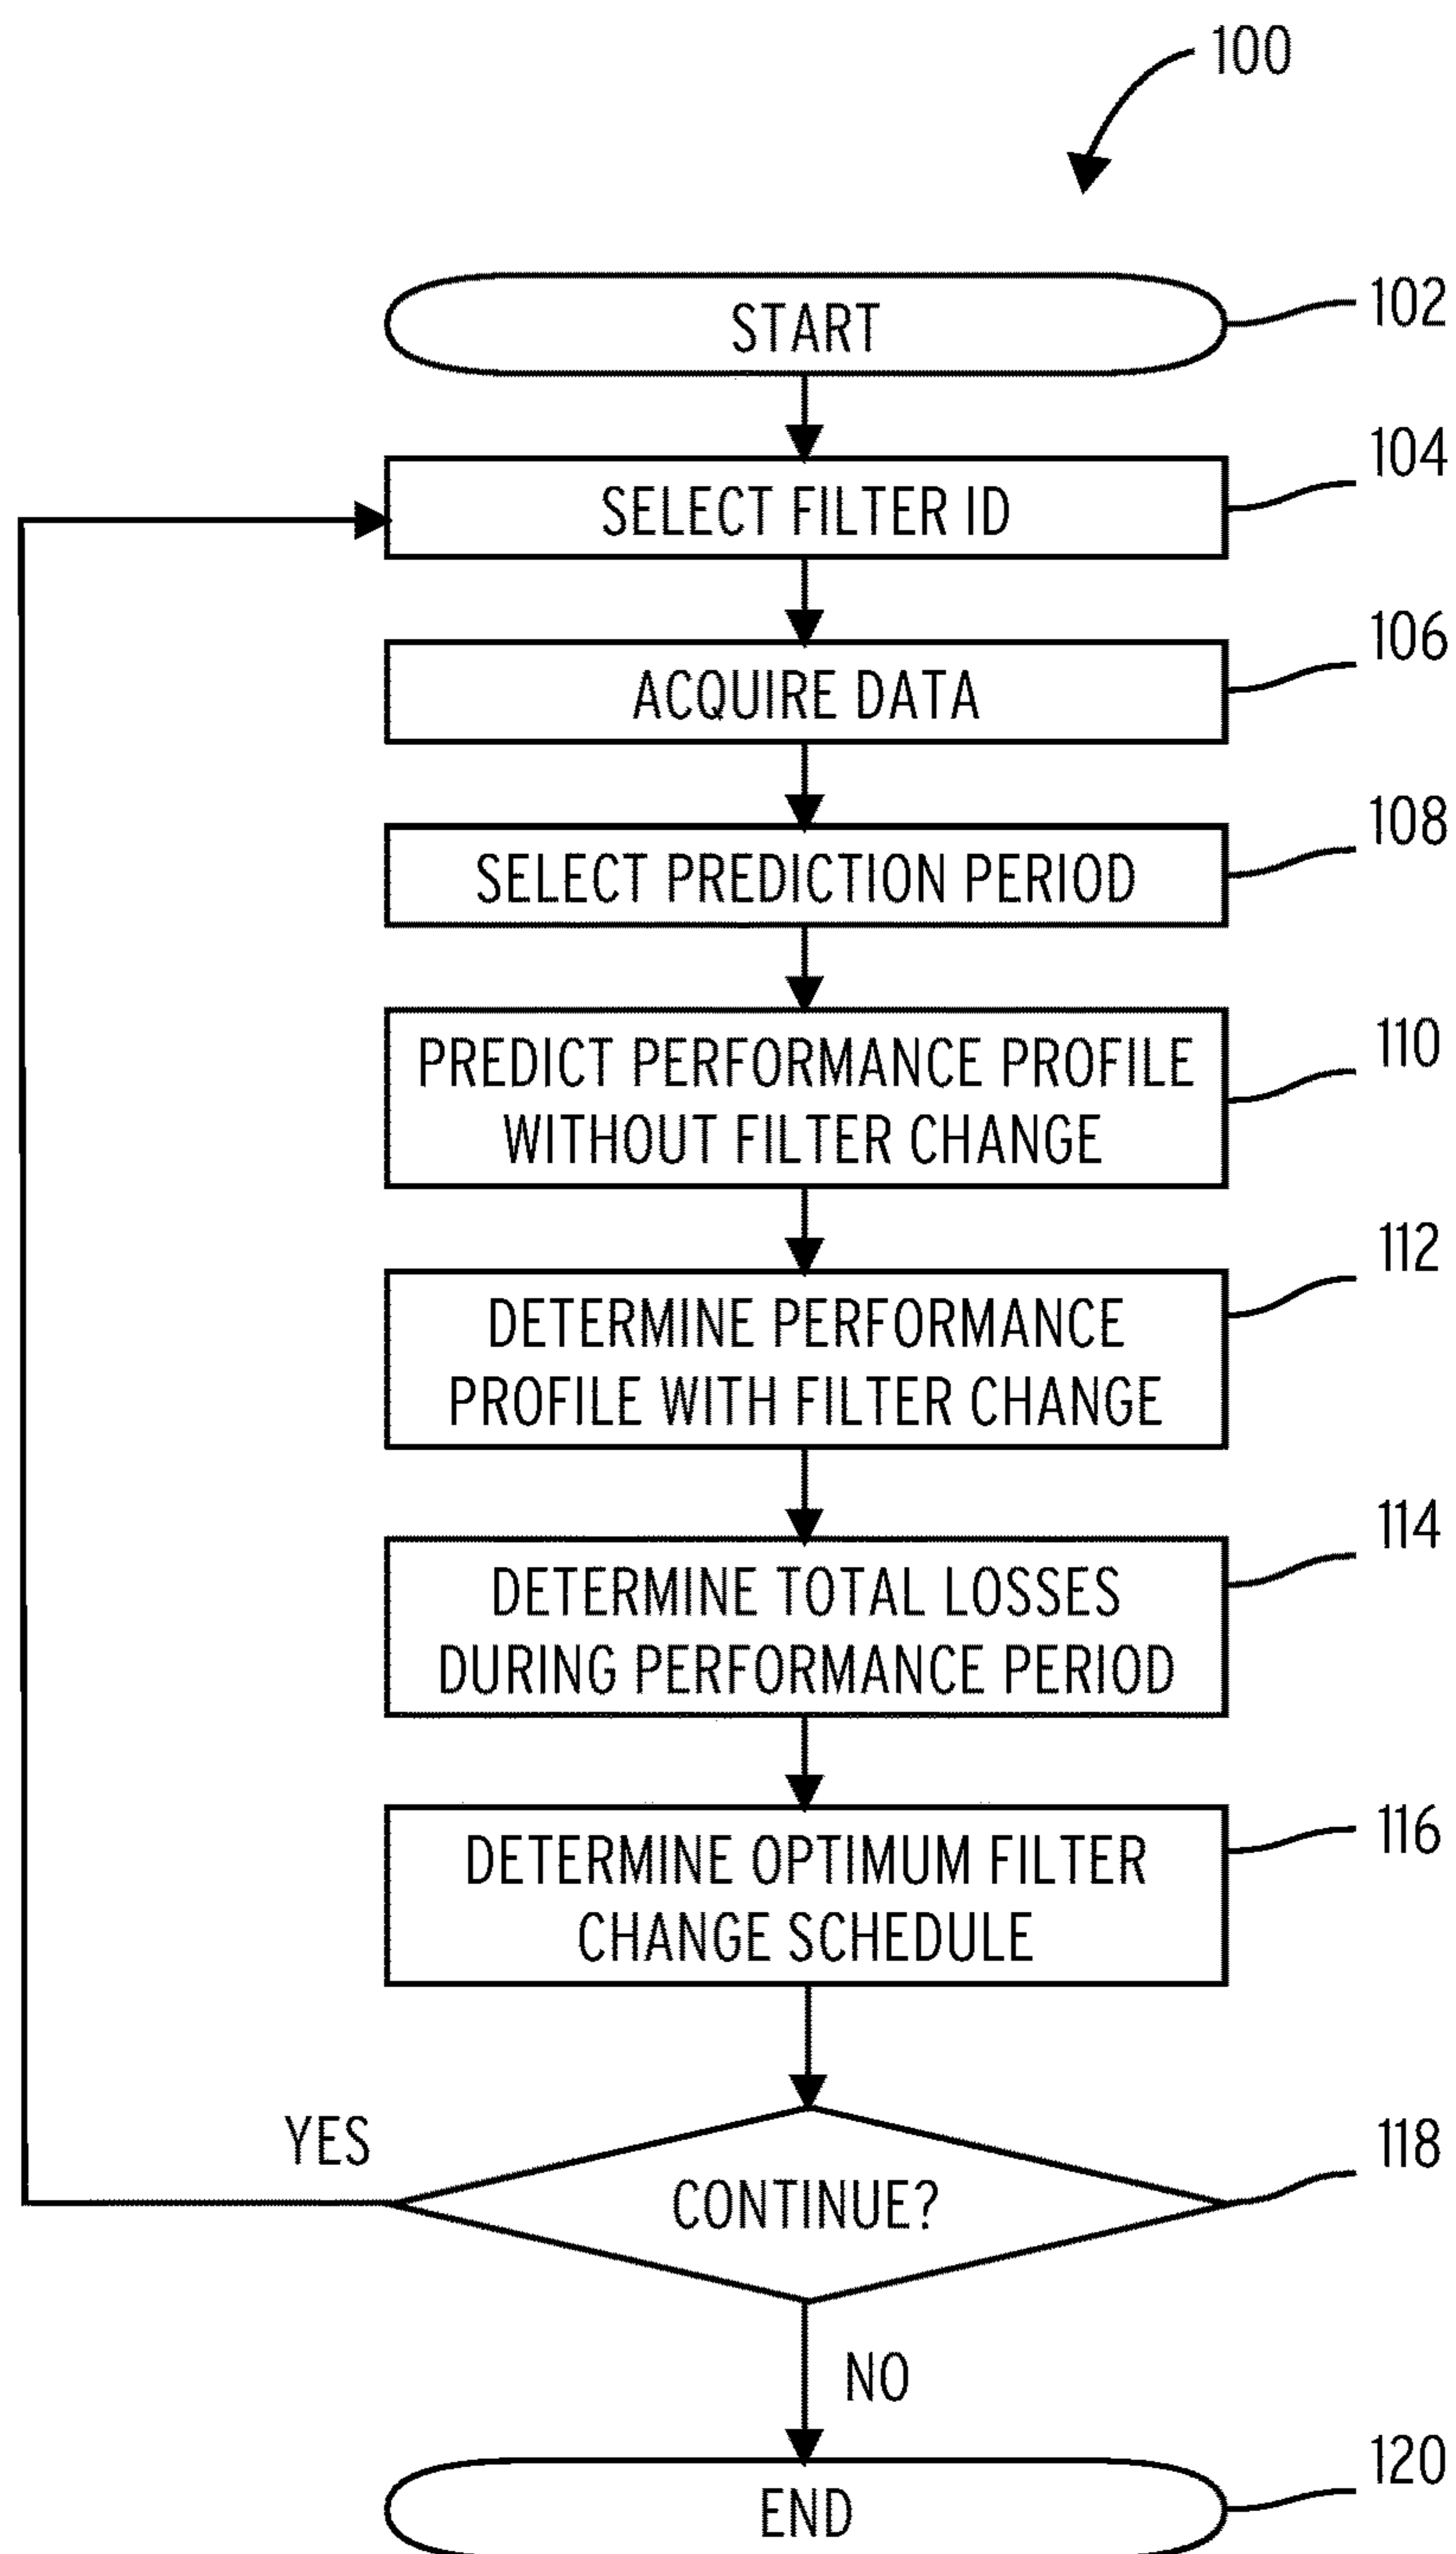 100
START
102
SELECT FILTER ID
104
ACQUIRE DATA
106
SELECT PREDICTION PERIOD
108
PREDICT PERFORMANCE PROFILE
WITHOUT FILTER CHANGE
110
DETERMINE PERFORMANCE
PROFILE WITH FILTER CHANGE
112
DETERMINE TOTAL LOSSES
DURING PERFORMANCE PERIOD
114
DETERMINE OPTIMUM FILTER
CHANGE SCHEDULE
116
YES
CONTINUE?
118
NO
END
120